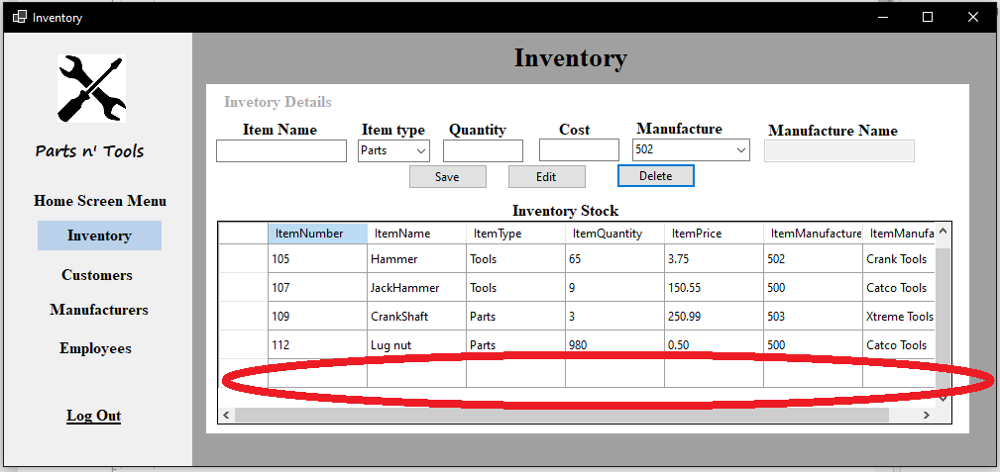 Inventory
Inventory
Parts n' Tools
Home Screen Menu
Inventory
Customers
Manufacturers
Employees
Log Out
Invetory Details
Item Name Item type Quantity Cost Manufacture Manufacture Name
Parts 502
Save Edit Delete
Inventory Stock
ItemNumber ItemName ItemType ItemQuantity ItemPrice ItemManufacture ItemManufa
105 Hammer Tools 65 3.75 502 Crank Tools
107 JackHammer Tools 9 150.55 500 Catco Tools
109 CrankShaft Parts 3 250.99 503 Xtreme Tools
112 Lug nut Parts 980 0.50 500 Catco Tools